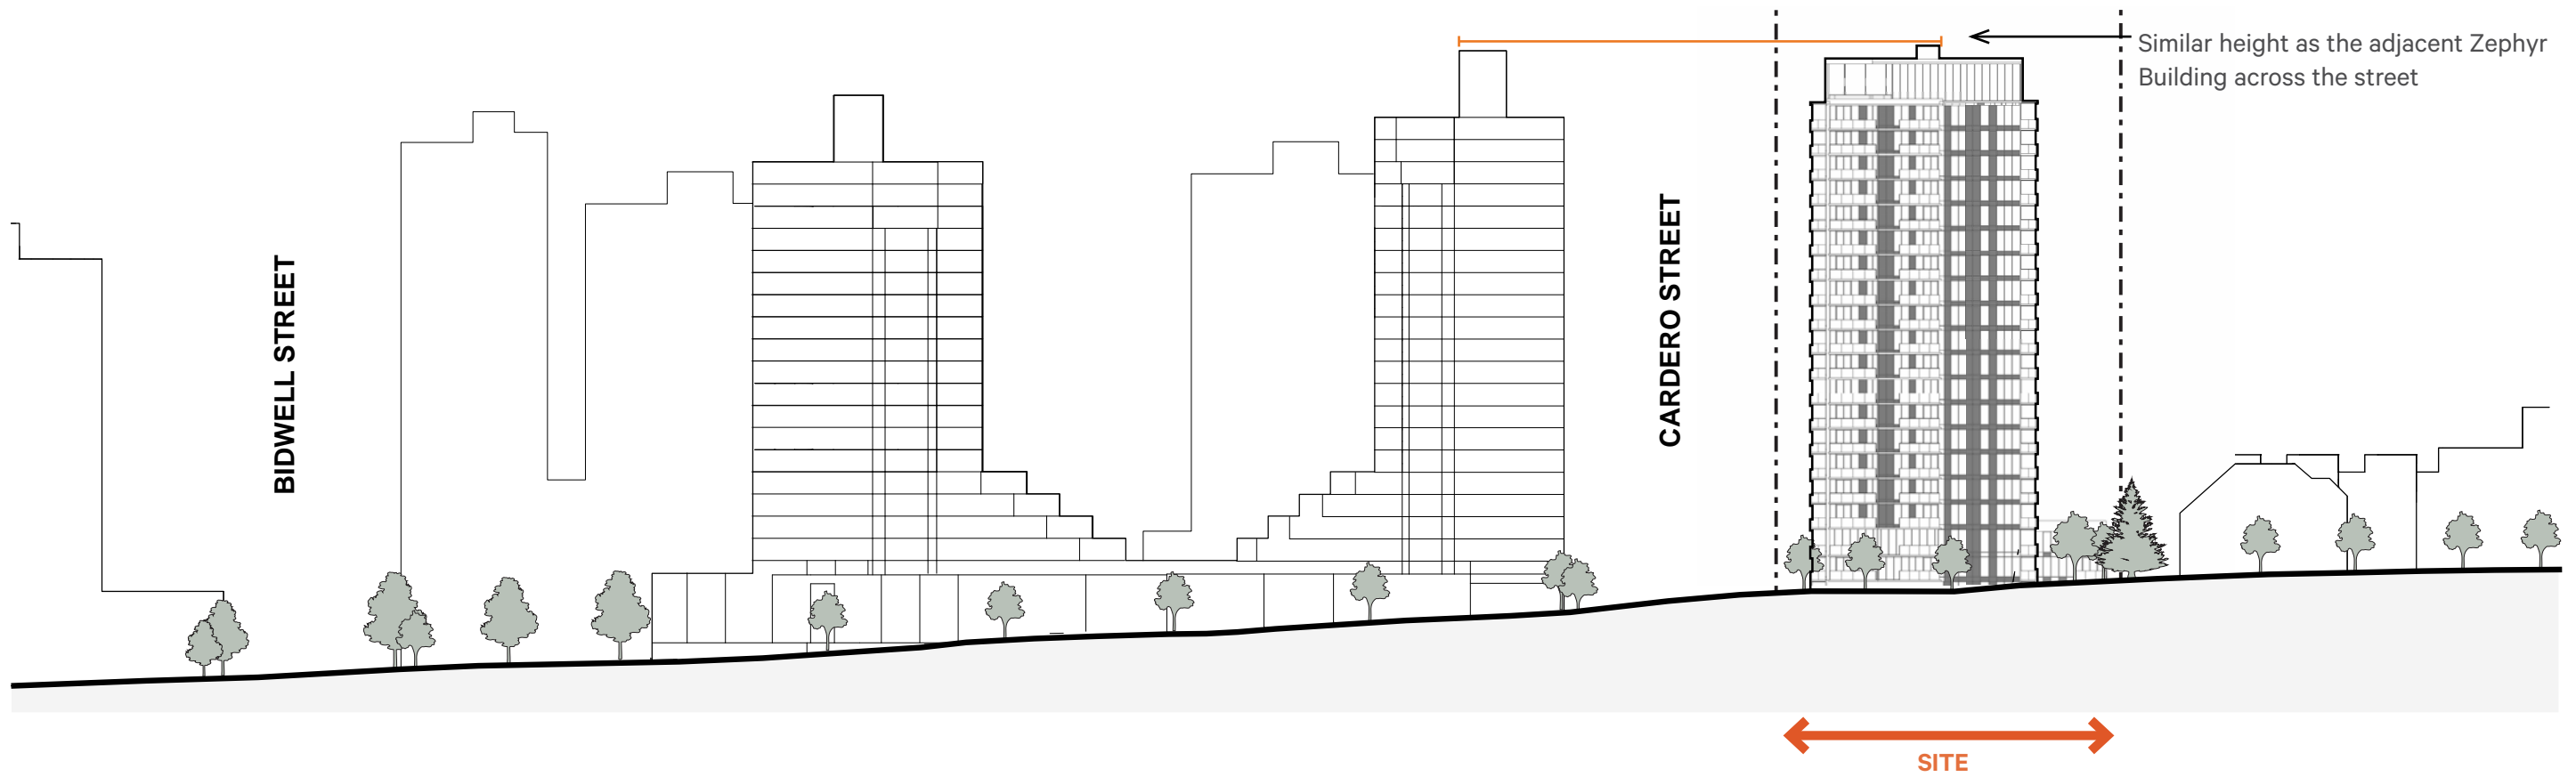 BIDWELL STREET
CARDERO STREET
Similar height as the adjacent Zephyr
Building across the street
SITE